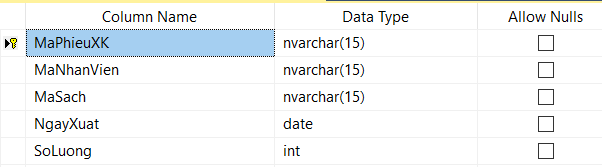 Column Name Data Type Allow Nulls
MaPhieuXK nvarchar(15)
MaNhanVien nvarchar(15)
MaSach nvarchar(15)
NgayXuat date
SoLuong int